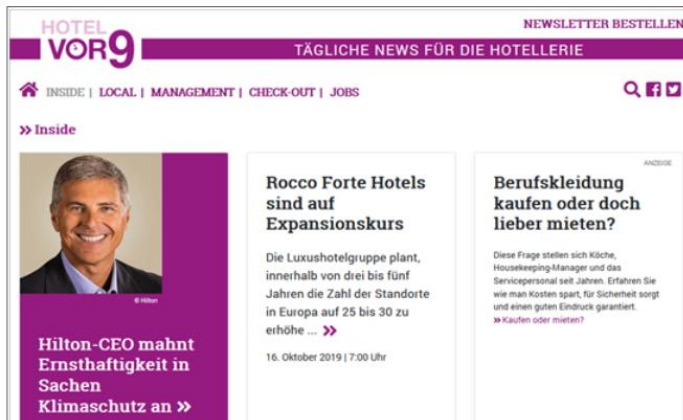 HOTEL
VOR9
NEWSLETTER BESTELLEN
TÄGLICHE NEWS FÜR DIE HOTELLERIE
INSIDE | LOCAL | MANAGEMENT | CHECK-OUT | JOBS
» Inside
© Hilton
Hilton-CEO mahnt
Ernsthaftigkeit in
Sachen
Klimaschutz an »
Rocco Forte Hotels
sind auf
Expansionskurs
Die Luxushotelgruppe plant,
innerhalb von drei bis fünf
Jahren die Zahl der Standorte
in Europa auf 25 bis 30 zu
erhöhe ... »
16. Oktober 2019 | 7:00 Uhr
ANZEIGE
Berufskleidung
kaufen oder doch
lieber mieten?
Diese Frage stellen sich Köche,
Housekeeping-Manager und das
Servicepersonal seit Jahren. Erfahren Sie
wie man Kosten spart, für Sicherheit sorgt
und einen guten Eindruck garantiert.
» Kaufen oder mieten?